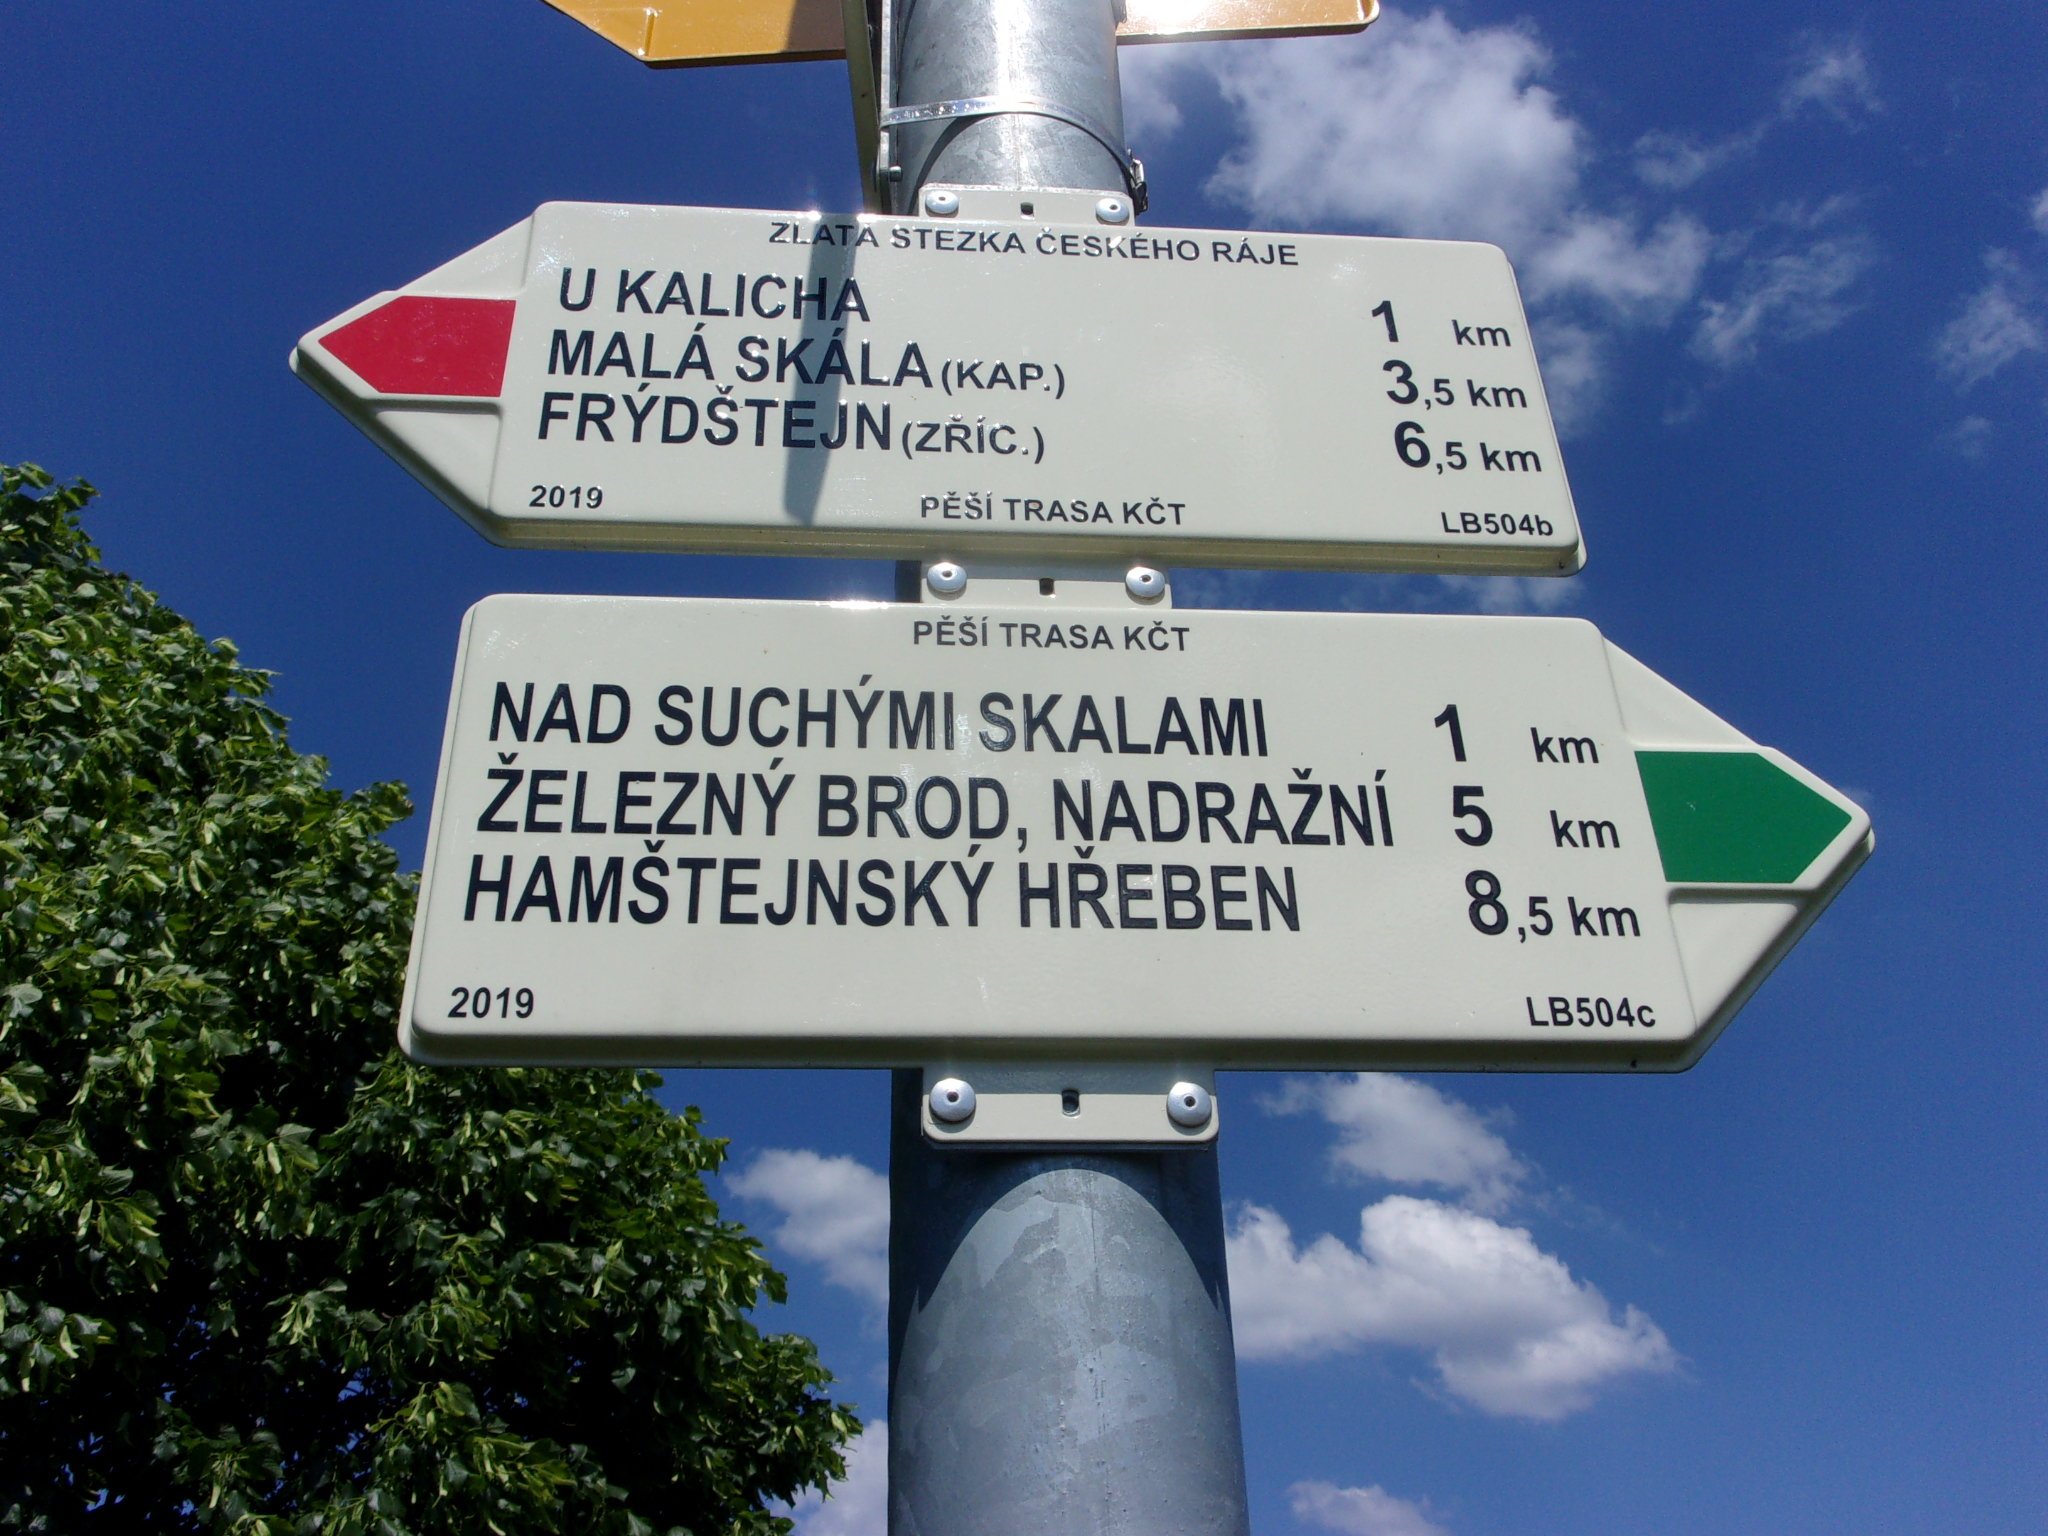 ZLATÁ STEZKA ČESKÉHO RÁJE
U KALICHA 1 km
MALÁ SKÁLA (KAP.) 3,5 km
FRÝDŠTEJN (ZŘÍC.) 6,5 km
2019 PĚŠÍ TRASA KČT LB504b
PĚŠÍ TRASA KČT
NAD SUCHÝMI SKALAMI 1 km
ŽELEZNÝ BROD, NADRAŽNÍ 5 km
HAMŠTEJNSKÝ HŘEBEN 8,5 km
2019 LB504c